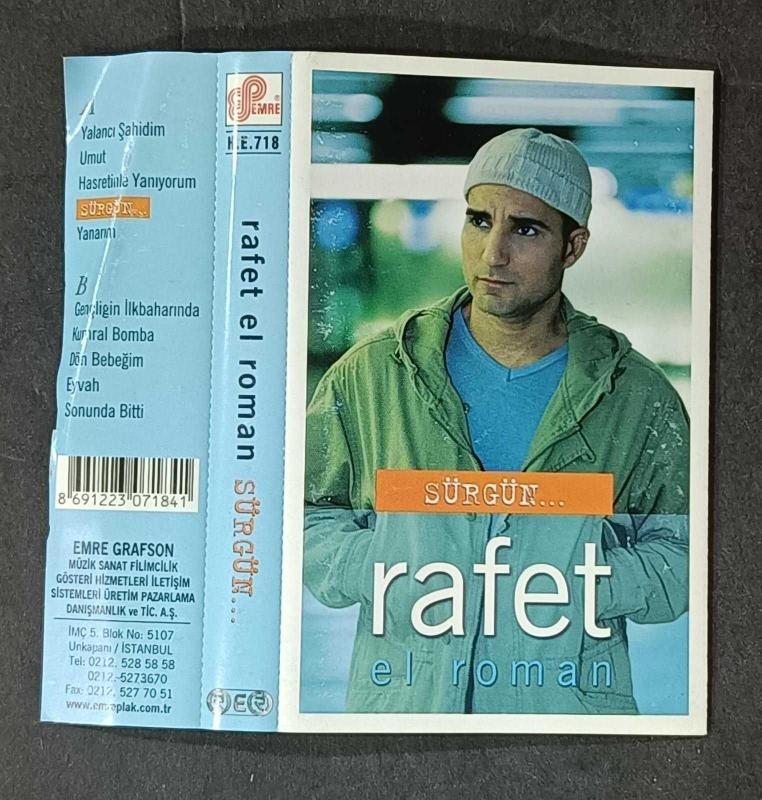 A
Yalancı Şahidim
Umut
Hasretinle Yanıyorum
SÜRGÜN...
Yanarım
B
Gençligin İlkbaharında
Kumral Bomba
Dön Bebeğim
Eyvah
Sonunda Bitti
8 691223 071841
EMRE GRAFSON
MÜZİK SANAT FİLİMCİLİK
GÖSTERİ HİZMETLERİ İLETİŞİM
SİSTEMLERİ ÜRETİM PAZARLAMA
DANIŞMANLIK ve TİC. A.Ş.
İMÇ 5. Blok No: 5107
Unkapanı / İSTANBUL
Tel: 0212. 528 58 58
0212.-5273670
Fax: 0212. 527 70 51
www.emreplak.com.tr
EMRE
K.E.718
rafet el roman SÜRGÜN...
SÜRGÜN...
rafet
el roman